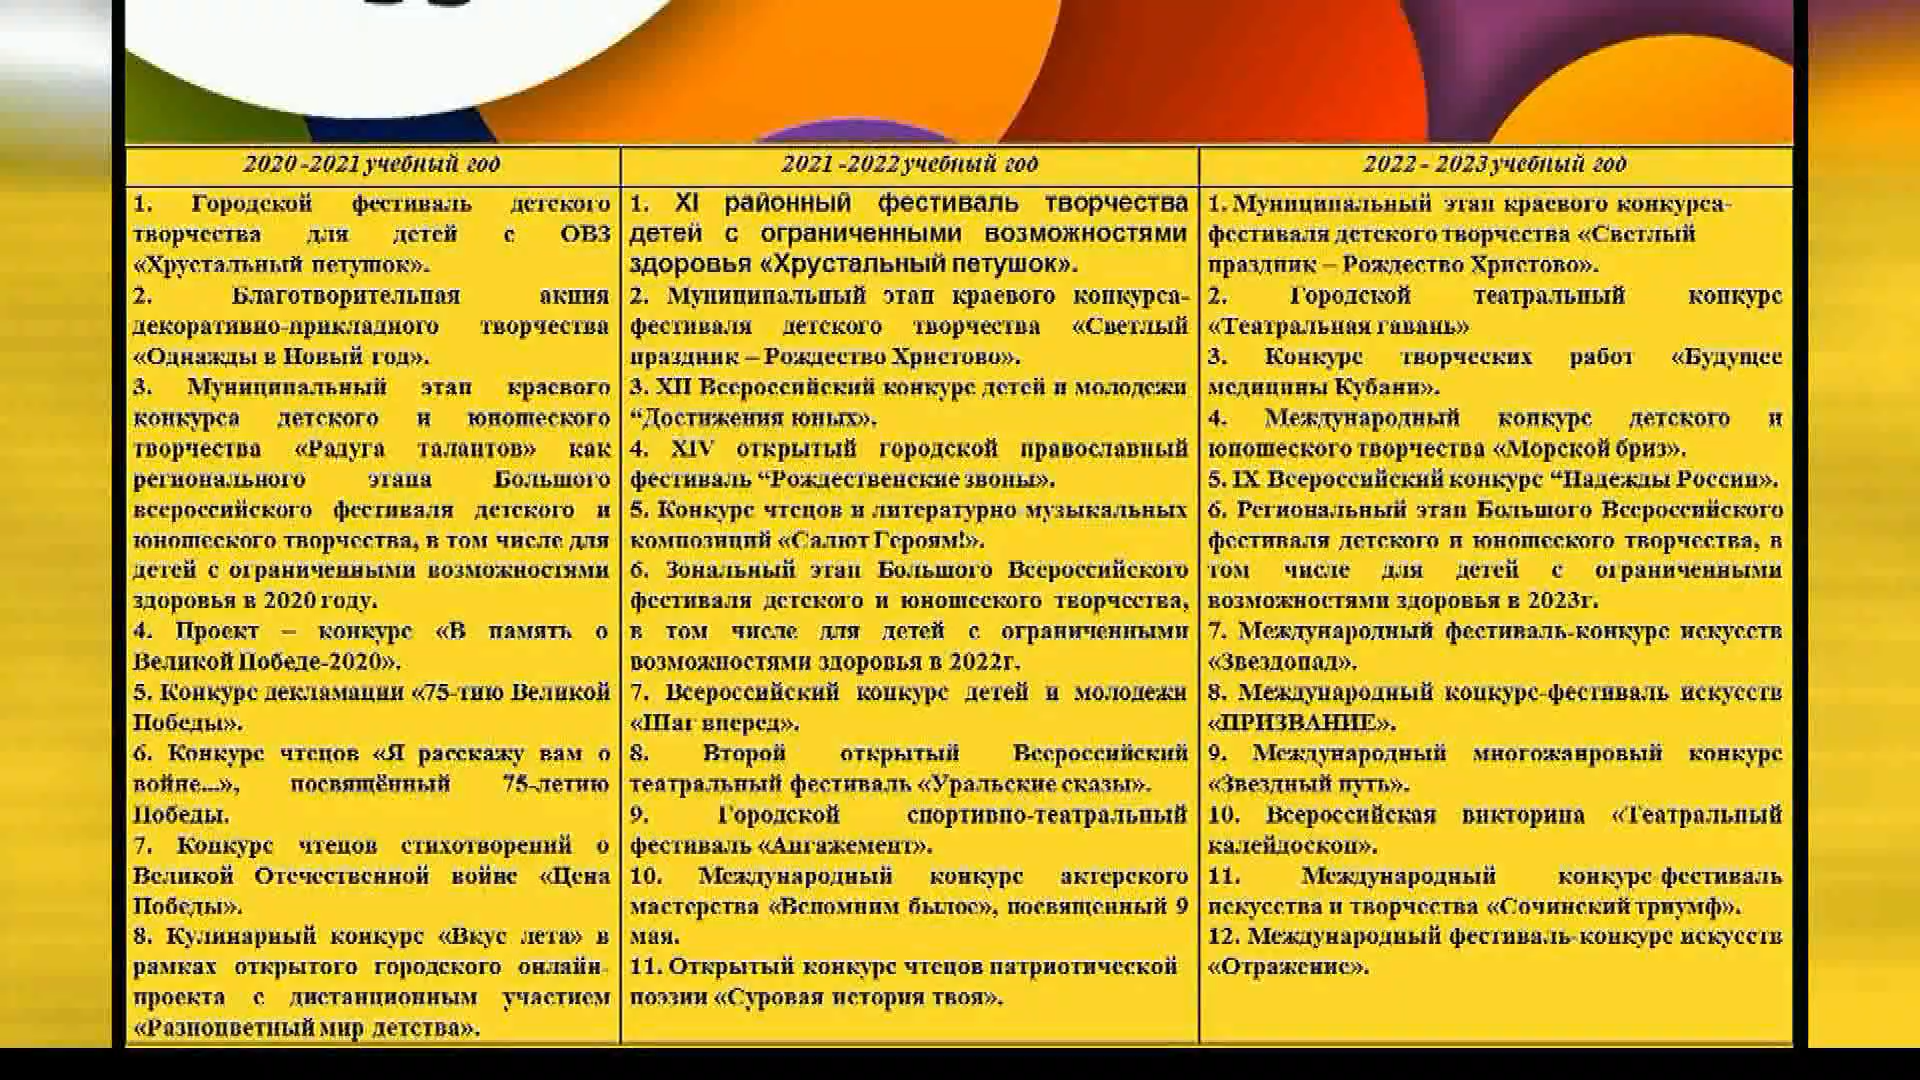 2020 -2021 учебный год
1. Городской фестиваль детского
творчества для детей с ОВЗ
«Хрустальный петушок».
2. Благотворительная акция
декоративно-прикладного творчества
«Однажды в Новый год».
3. Муниципальный этап краевого
конкурса детского и юношеского
творчества «Радуга талантов» как
регионального этапа Большого
всероссийского фестиваля детского и
юношеского творчества, в том числе для
детей с ограниченными возможностями
здоровья в 2020 году.
4. Проект – конкурс «В память о
Великой Победе-2020».
5. Конкурс декламации «75-тию Великой
Победы».
6. Конкурс чтецов «Я расскажу вам о
войне...», посвящённый 75-летию
Победы.
7. Конкурс чтецов стихотворений о
Великой Отечественной войне «Цена
Победы».
8. Кулинарный конкурс «Вкус лета» в
рамках открытого городского онлайн-
проекта с дистанционным участием
«Разноцветный мир детства».
2021 -2022 учебный год
1. XI районный фестиваль творчества
детей с ограниченными возможностями
здоровья «Хрустальный петушок».
2. Муниципальный этап краевого конкурса-
фестиваля детского творчества «Светлый
праздник – Рождество Христово».
3. XII Всероссийский конкурс детей и молодежи
“Достижения юных».
4. XIV открытый городской православный
фестиваль “Рождественские звоны».
5. Конкурс чтецов и литературно музыкальных
композиций «Салют Героям!».
6. Зональный этап Большого Всероссийского
фестиваля детского и юношеского творчества,
в том числе для детей с ограниченными
возможностями здоровья в 2022г.
7. Всероссийский конкурс детей и молодежи
«Шаг вперед».
8. Второй открытый Всероссийский
театральный фестиваль «Уральские сказы».
9. Городской спортивно-театральный
фестиваль «Ангажемент».
10. Международный конкурс актерского
мастерства «Вспомним былое», посвященный 9
мая.
11. Открытый конкурс чтецов патриотической
поэзии «Суровая история твоя».
2022 - 2023 учебный год
1. Муниципальный этап краевого конкурса-
фестиваля детского творчества «Светлый
праздник – Рождество Христово».
2. Городской театральный конкурс
«Театральная гавань»
3. Конкурс творческих работ «Будущее
медицины Кубани».
4. Международный конкурс детского и
юношеского творчества «Морской бриз».
5. IX Всероссийский конкурс “Надежды России».
6. Региональный этап Большого Всероссийского
фестиваля детского и юношеского творчества, в
том числе для детей с ограниченными
возможностями здоровья в 2023г.
7. Международный фестиваль-конкурс искусств
«Звездопад».
8. Международный конкурс-фестиваль искусств
«ПРИЗВАНИЕ».
9. Международный многожанровый конкурс
«Звездный путь».
10. Всероссийская викторина «Театральный
калейдоскоп».
11. Международный конкурс-фестиваль
искусства и творчества «Сочинский триумф».
12. Международный фестиваль-конкурс искусств
«Отражение».